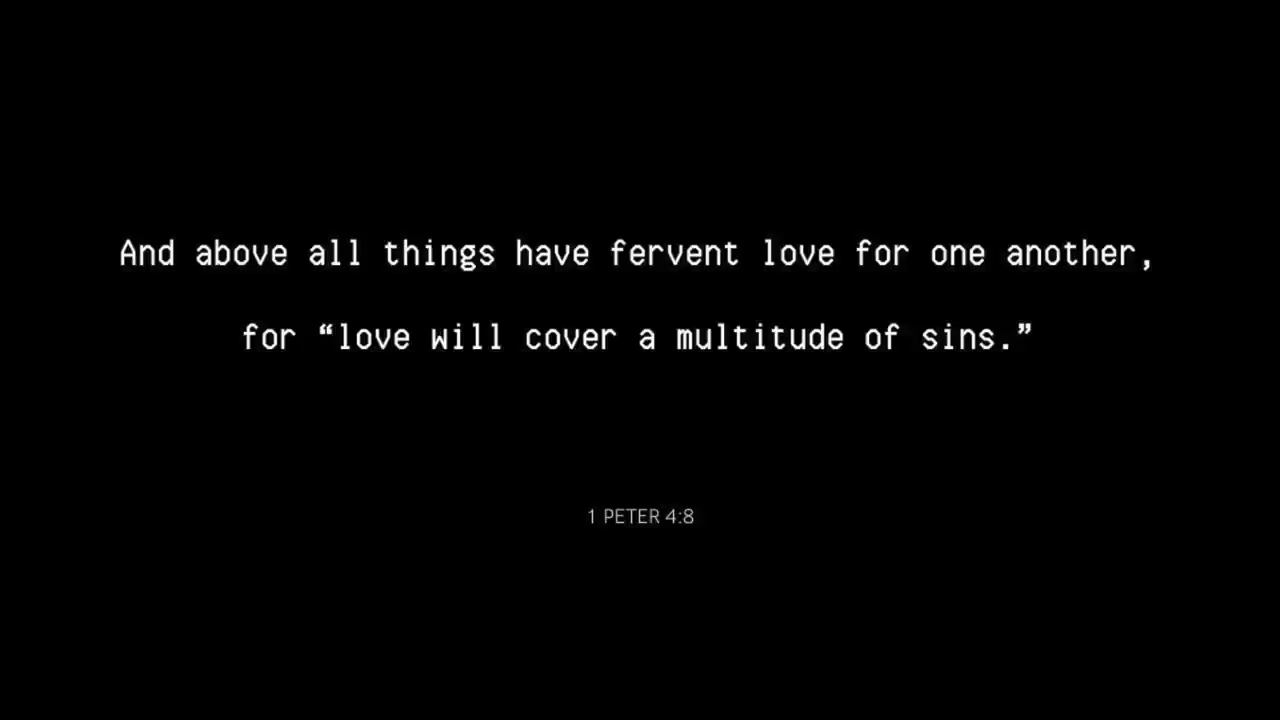 And above all things have fervent love for one another,
for “love will cover a multitude of sins.”
1 PETER 4:8